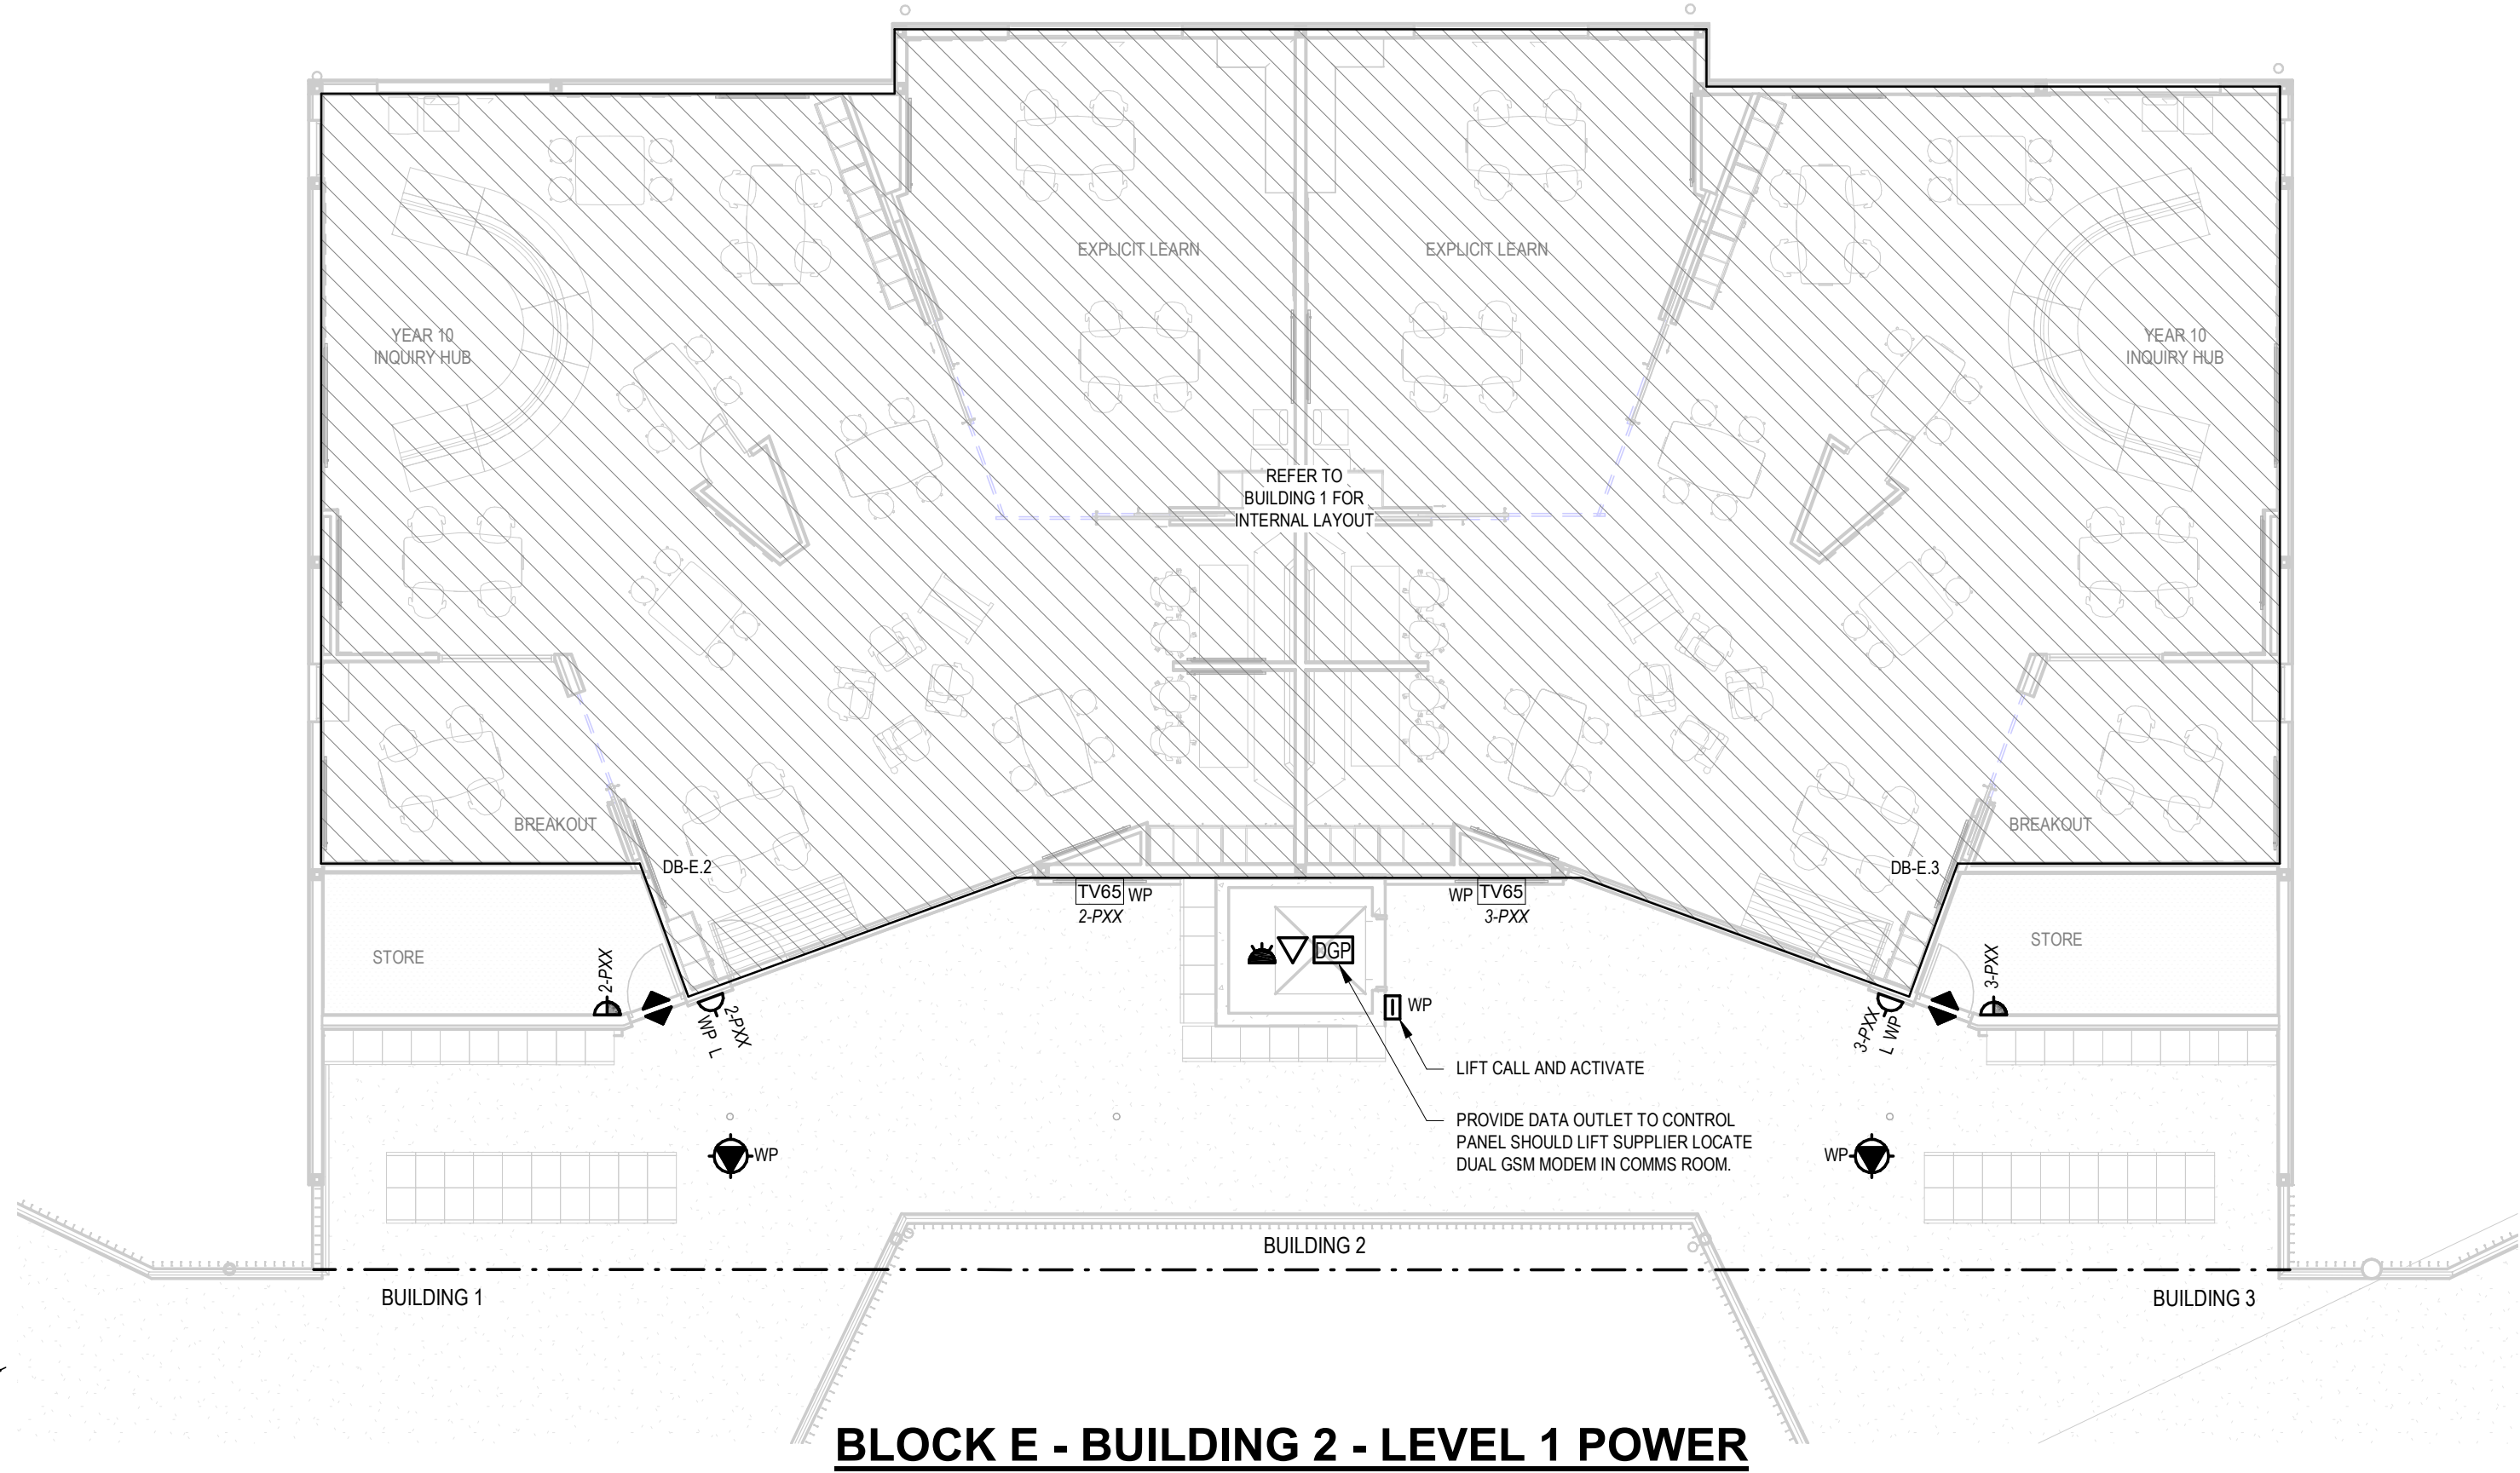 EXPLICIT LEARN
EXPLICIT LEARN
YEAR 10
INQUIRY HUB
YEAR 10
INQUIRY HUB
REFER TO
BUILDING 1 FOR
INTERNAL LAYOUT
BREAKOUT
BREAKOUT
DB-E.2
DB-E.3
TV65 WP
2-PXX
WP TV65
3-PXX
STORE
STORE
2-PXX
2-PXX
WP L
DGP
WP
3-PXX
L WP
3-PXX
LIFT CALL AND ACTIVATE
PROVIDE DATA OUTLET TO CONTROL
PANEL SHOULD LIFT SUPPLIER LOCATE
DUAL GSM MODEM IN COMMS ROOM.
WP
WP
BUILDING 2
BUILDING 1
BUILDING 3
BLOCK E - BUILDING 2 - LEVEL 1 POWER